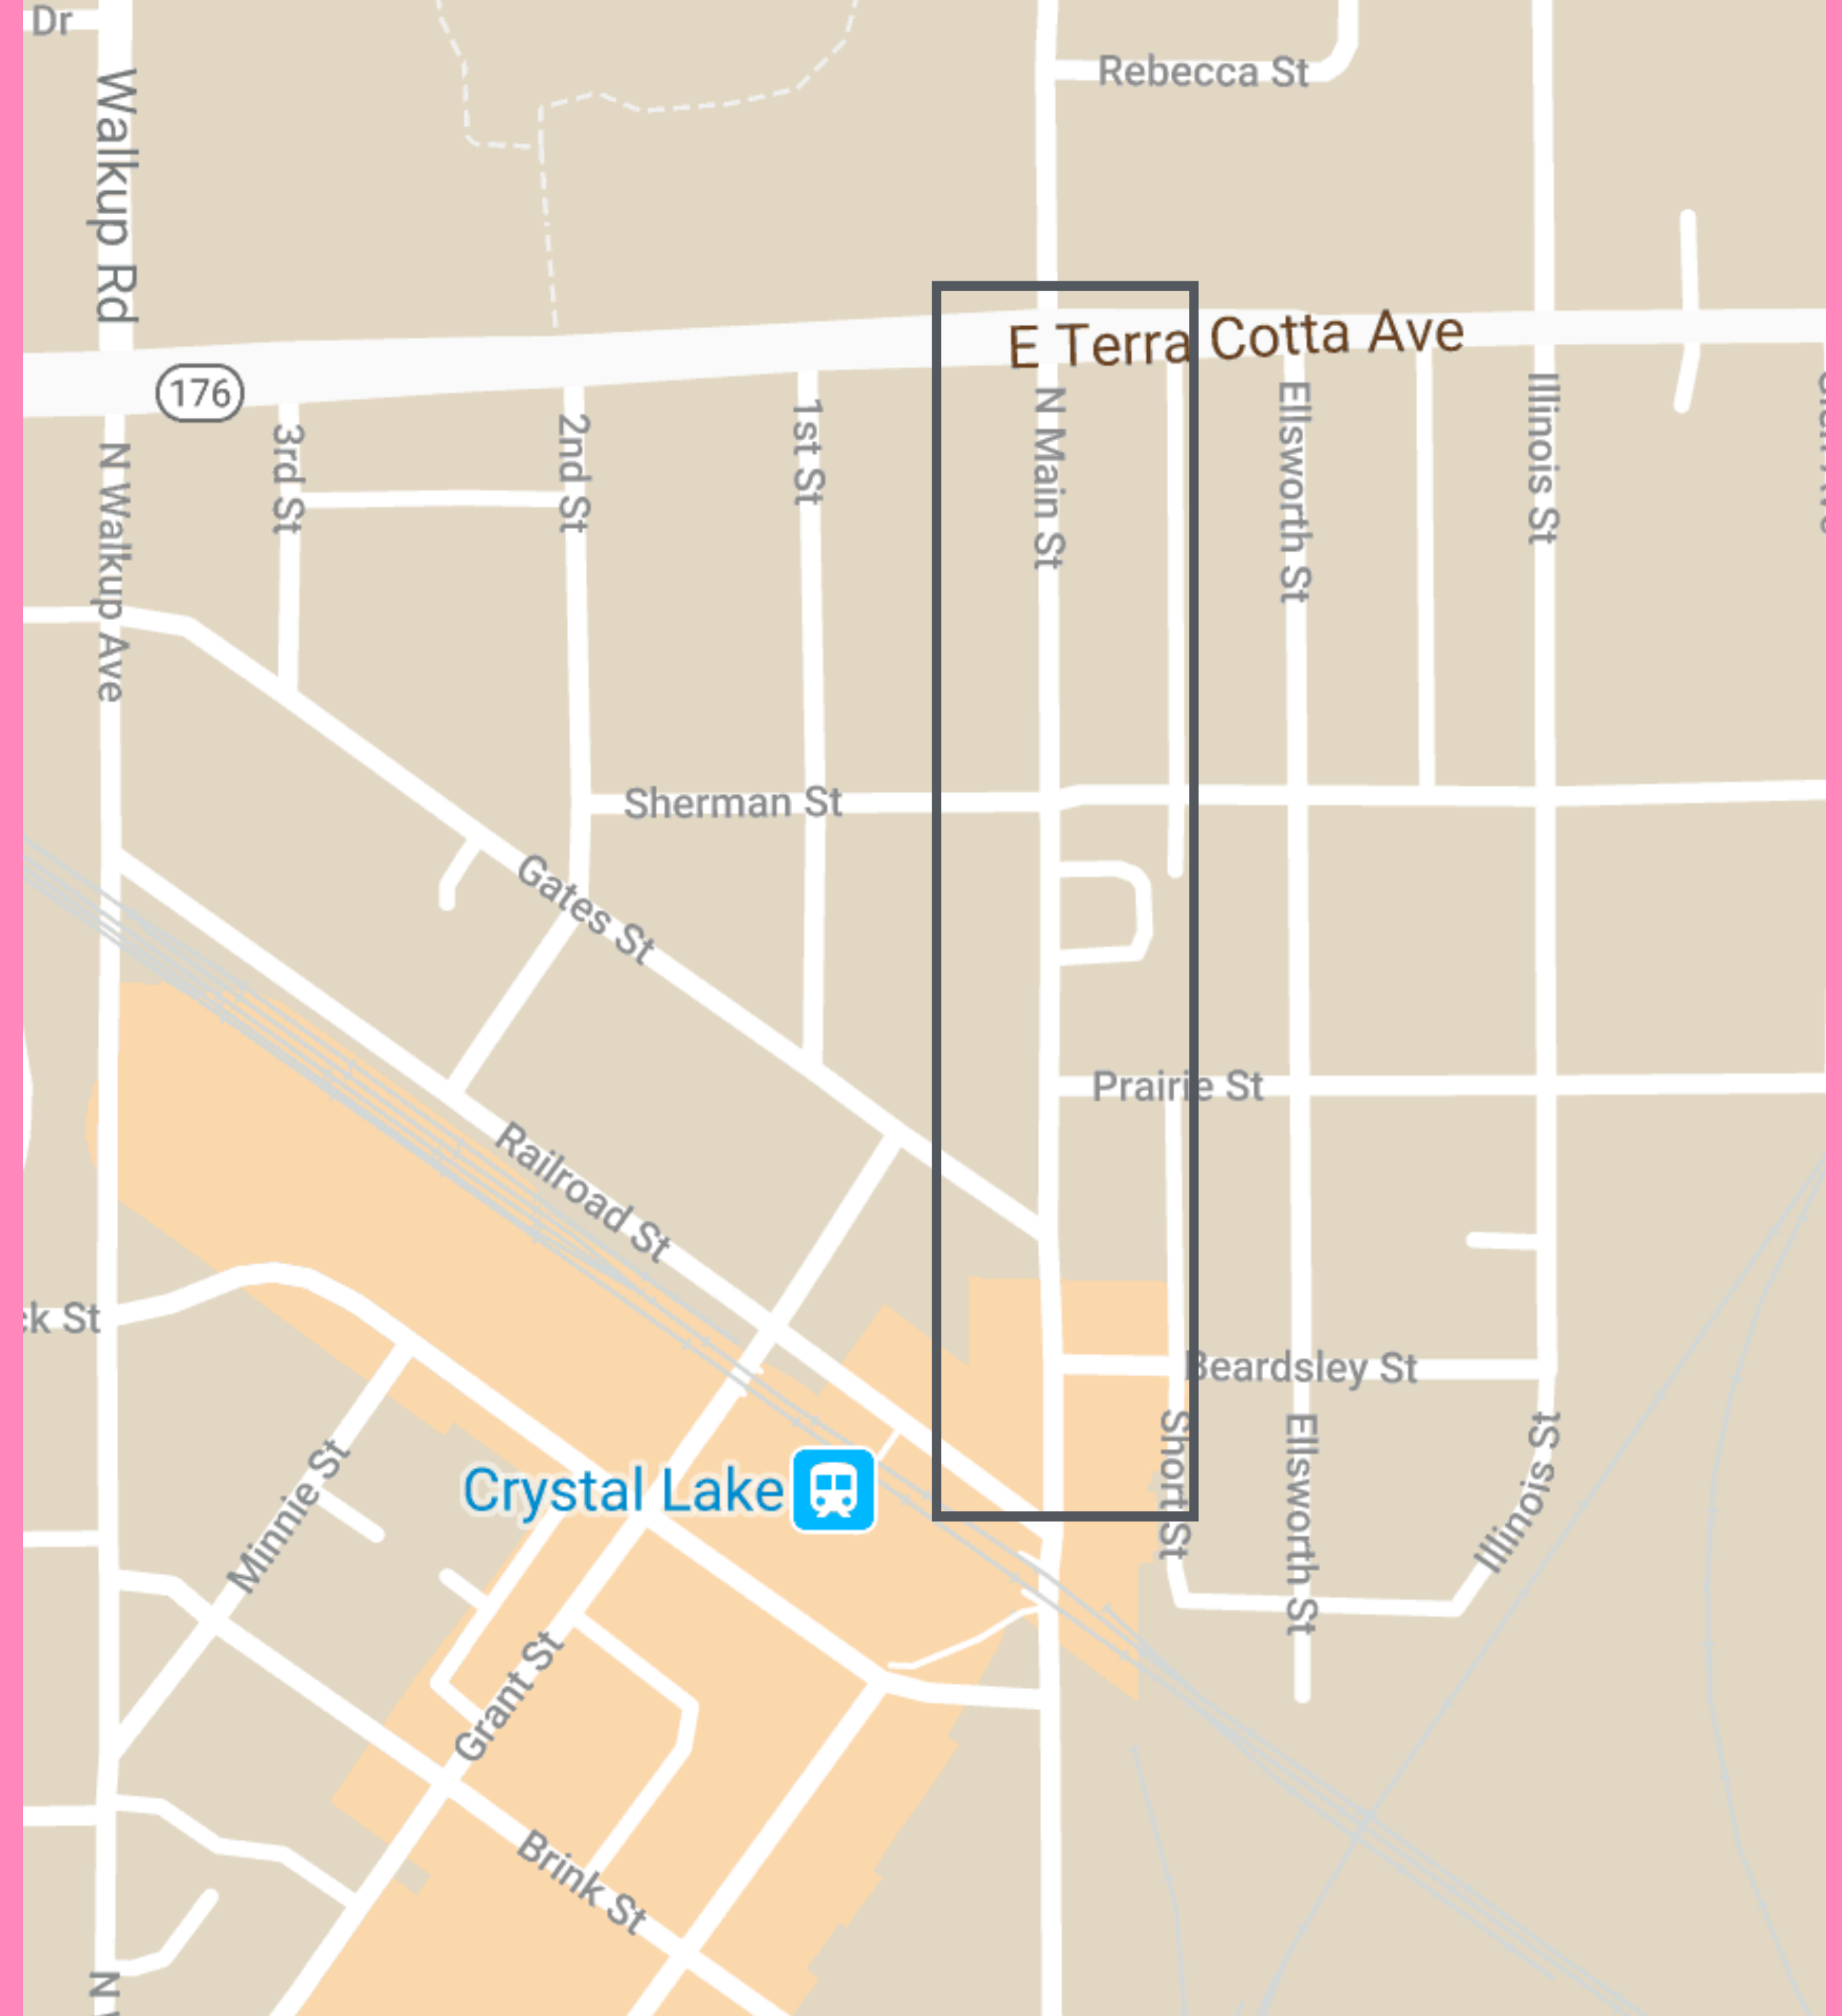 Dr
Rebecca St
Walkup Rd
E Terra Cotta Ave
176
N Walkup Ave
3rd St
2nd St
1st St
N Main St
Ellsworth St
Illinois St
Sherman St
Gates St
Prairie St
Railroad St
ck St
Beardsley St
Short St
Ellsworth St
Illinois St
Minnie St
Crystal Lake
Grant St
Brink St
N